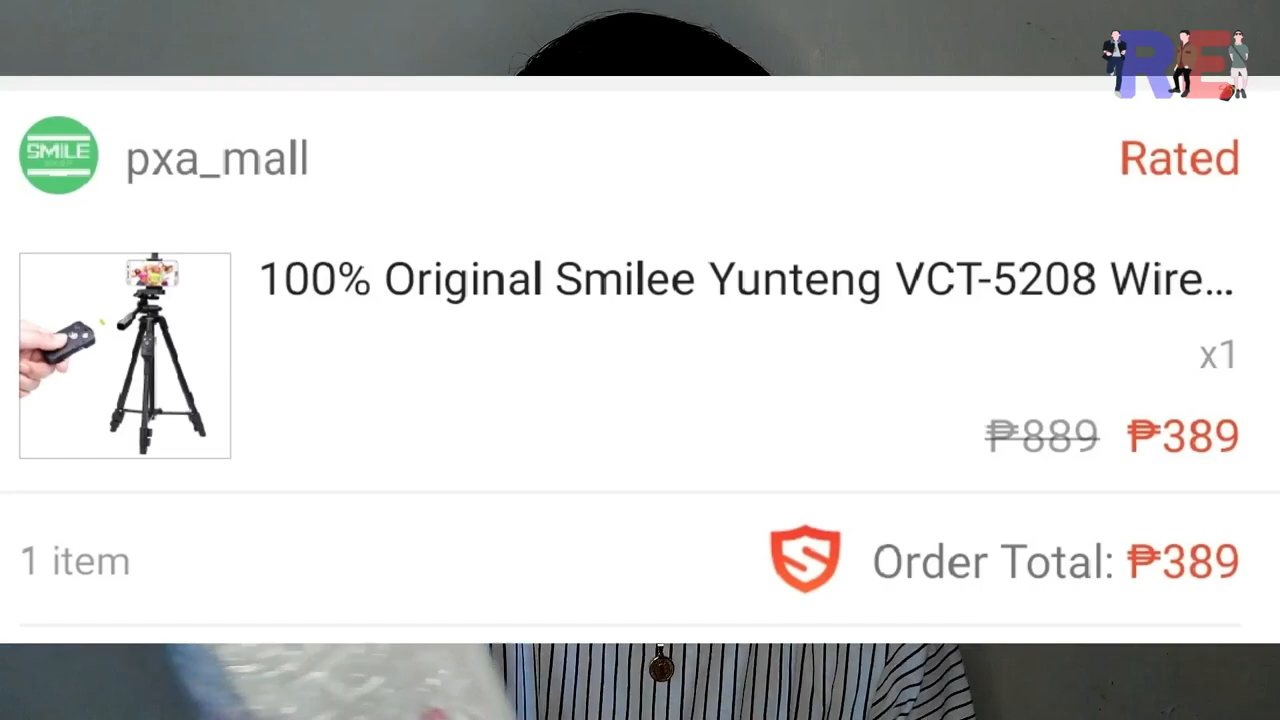 RE
SMILE
pxa_mall
Rated
100% Original Smilee Yunteng VCT-5208 Wire...
x1
₱889 ₱389
1 item
Order Total: ₱389